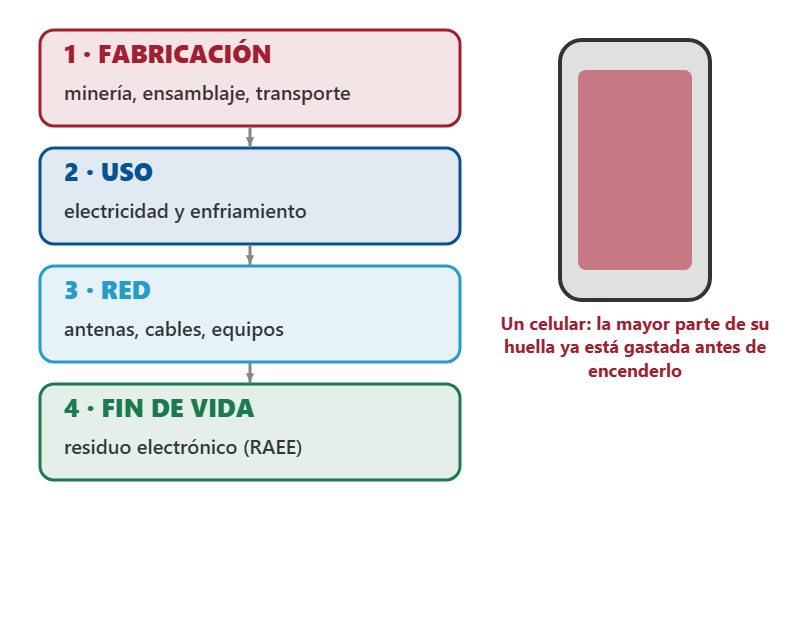 1 · FABRICACIÓN
minería, ensamblaje, transporte
2 · USO
electricidad y enfriamiento
3 · RED
antenas, cables, equipos
4 · FIN DE VIDA
residuo electrónico (RAEE)
Un celular: la mayor parte de su
huella ya está gastada antes de
encenderlo